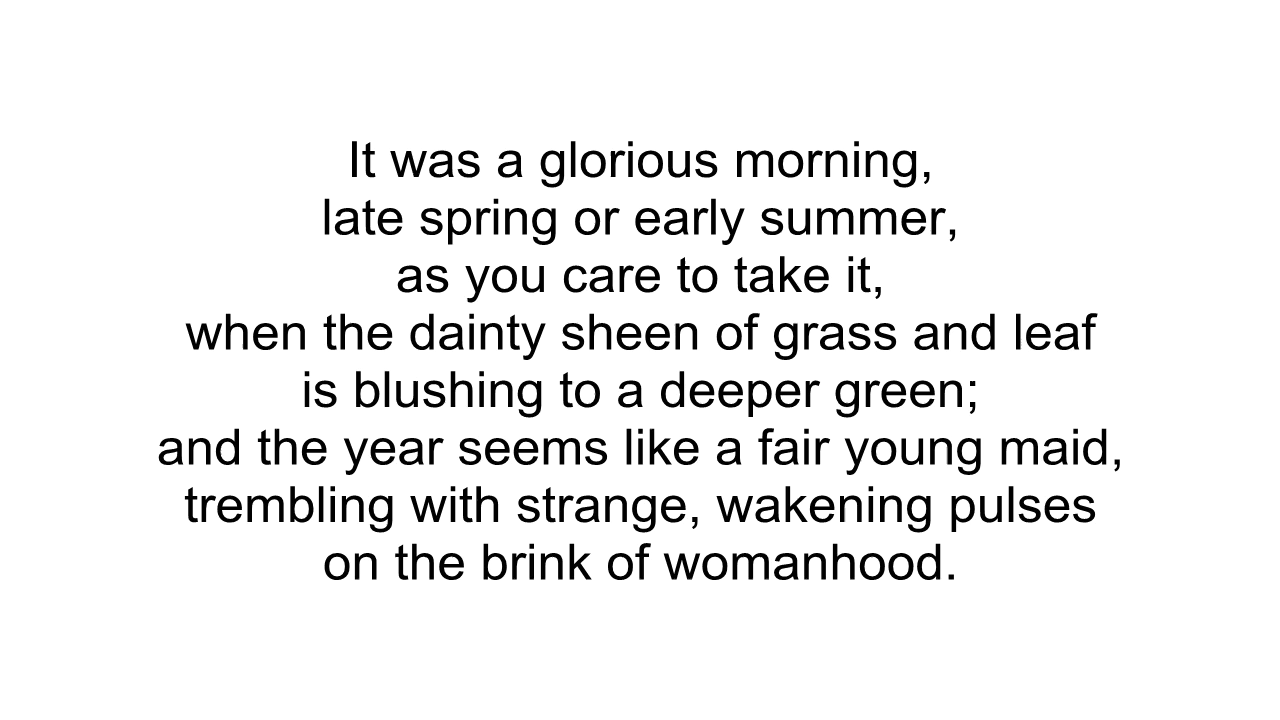 It was a glorious morning,
late spring or early summer,
as you care to take it,
when the dainty sheen of grass and leaf
is blushing to a deeper green;
and the year seems like a fair young maid,
trembling with strange, wakening pulses
on the brink of womanhood.